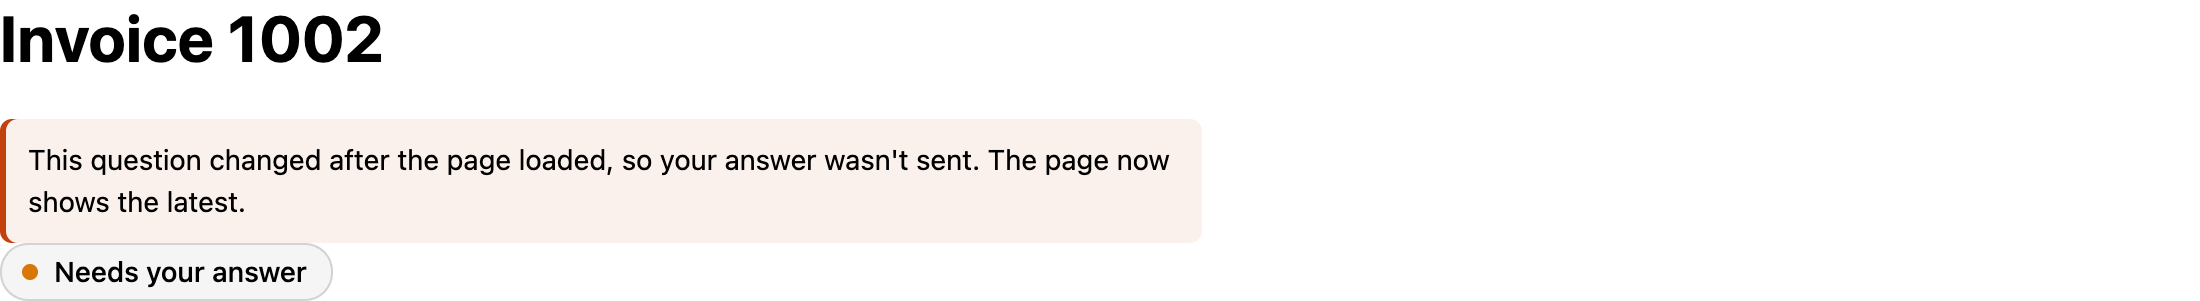 Invoice 1002
This question changed after the page loaded, so your answer wasn't sent. The page now
shows the latest.
Needs your answer